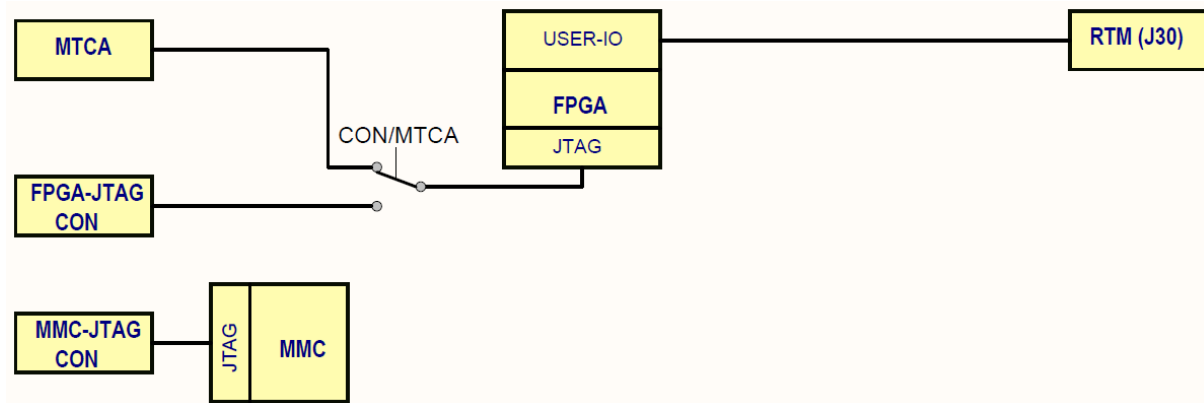 MTCA
USER-IO
RTM (J30)
FPGA
CON/MTCA
JTAG
FPGA-JTAG
CON
MMC-JTAG
CON
JTAG
MMC